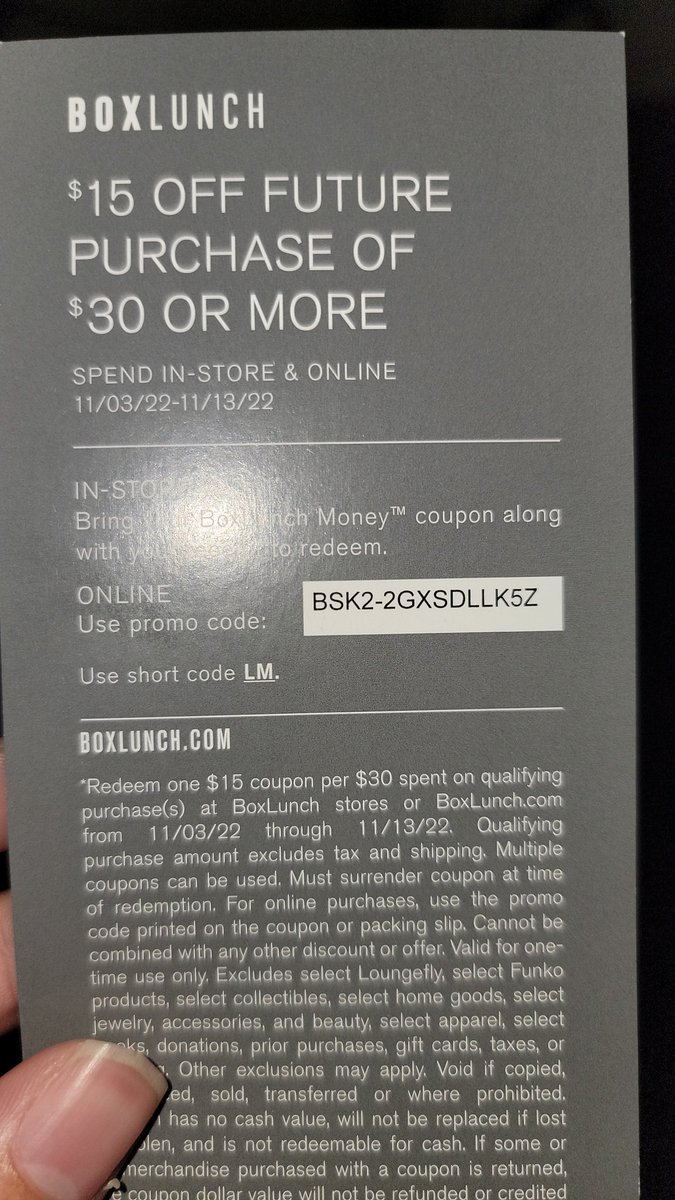 BOXLUNCH
$15 OFF FUTURE
PURCHASE OF
$30 OR MORE
SPEND IN-STORE & ONLINE
11/03/22-11/13/22
Bring BoxLunch Money™ coupon along
with to redeem.
ONLINE
Use promo code:
BSK2-2GXSDLLK5Z
Use short code LM.
BOXLUNCH.COM
*Redeem one $15 coupon per $30 spent on qualifying
purchase(s) at BoxLunch stores or BoxLunch.com
from 11/03/22 through 11/13/22. Qualifying
purchase amount excludes tax and shipping. Multiple
coupons can be used. Must surrender coupon at time
of redemption. For online purchases, use the promo
code printed on the coupon or packing slip. Cannot be
combined with any other discount or offer. Valid for one-
time use only. Excludes select Loungefly, select Funko
products, select collectibles, select home goods, select
jewelry, accessories, and beauty, select apparel, select
donations, prior purchases, gift cards, taxes, or
Other exclusions may apply. Void if copied,
sold, transferred or where prohibited.
has no cash value, will not be replaced if lost
and is not redeemable for cash. If some or
merchandise purchased with a coupon is returned,
coupon dollar value will not be refunded or credited